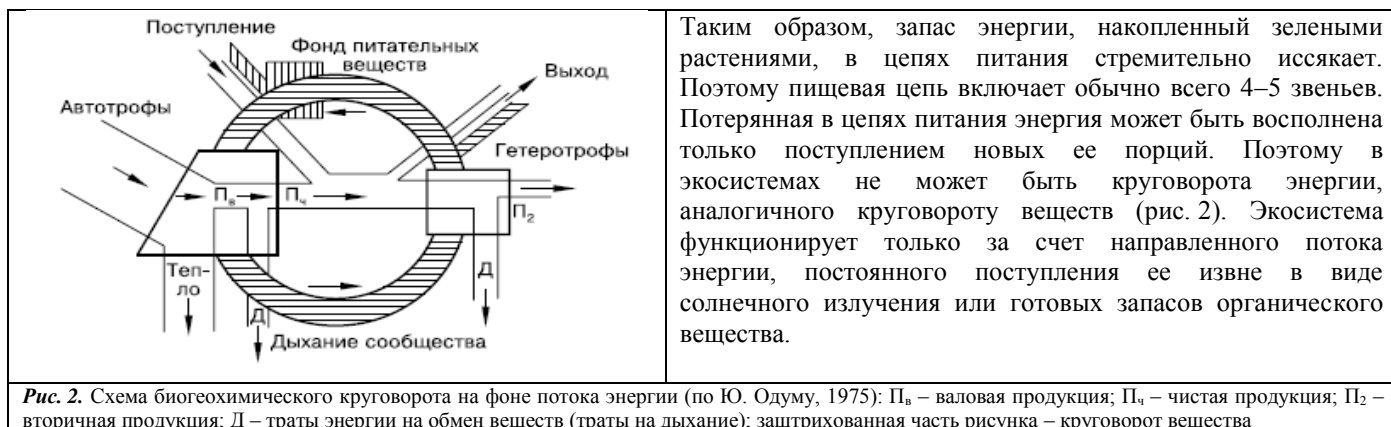 Поступление
Фонд питательных
веществ
Выход
Автотрофы
Гетеротрофы
Пв
Пч
П2
Теп-
ло
Д
Д
Дыхание сообщества
Таким образом, запас энергии, накопленный зелеными
растениями, в цепях питания стремительно иссякает.
Поэтому пищевая цепь включает обычно всего 4–5 звеньев.
Потерянная в цепях питания энергия может быть восполнена
только поступлением новых ее порций. Поэтому в
экосистемах не может быть круговорота энергии,
аналогичного круговороту веществ (рис. 2). Экосистема
функционирует только за счет направленного потока
энергии, постоянного поступления ее извне в виде
солнечного излучения или готовых запасов органического
вещества.
Рис. 2. Схема биогеохимического круговорота на фоне потока энергии (по Ю. Одуму, 1975): Пв – валовая продукция; Пч – чистая продукция; П2 –
вторичная продукция; Д – траты энергии на обмен веществ (траты на дыхание); заштрихованная часть рисунка – круговорот вещества